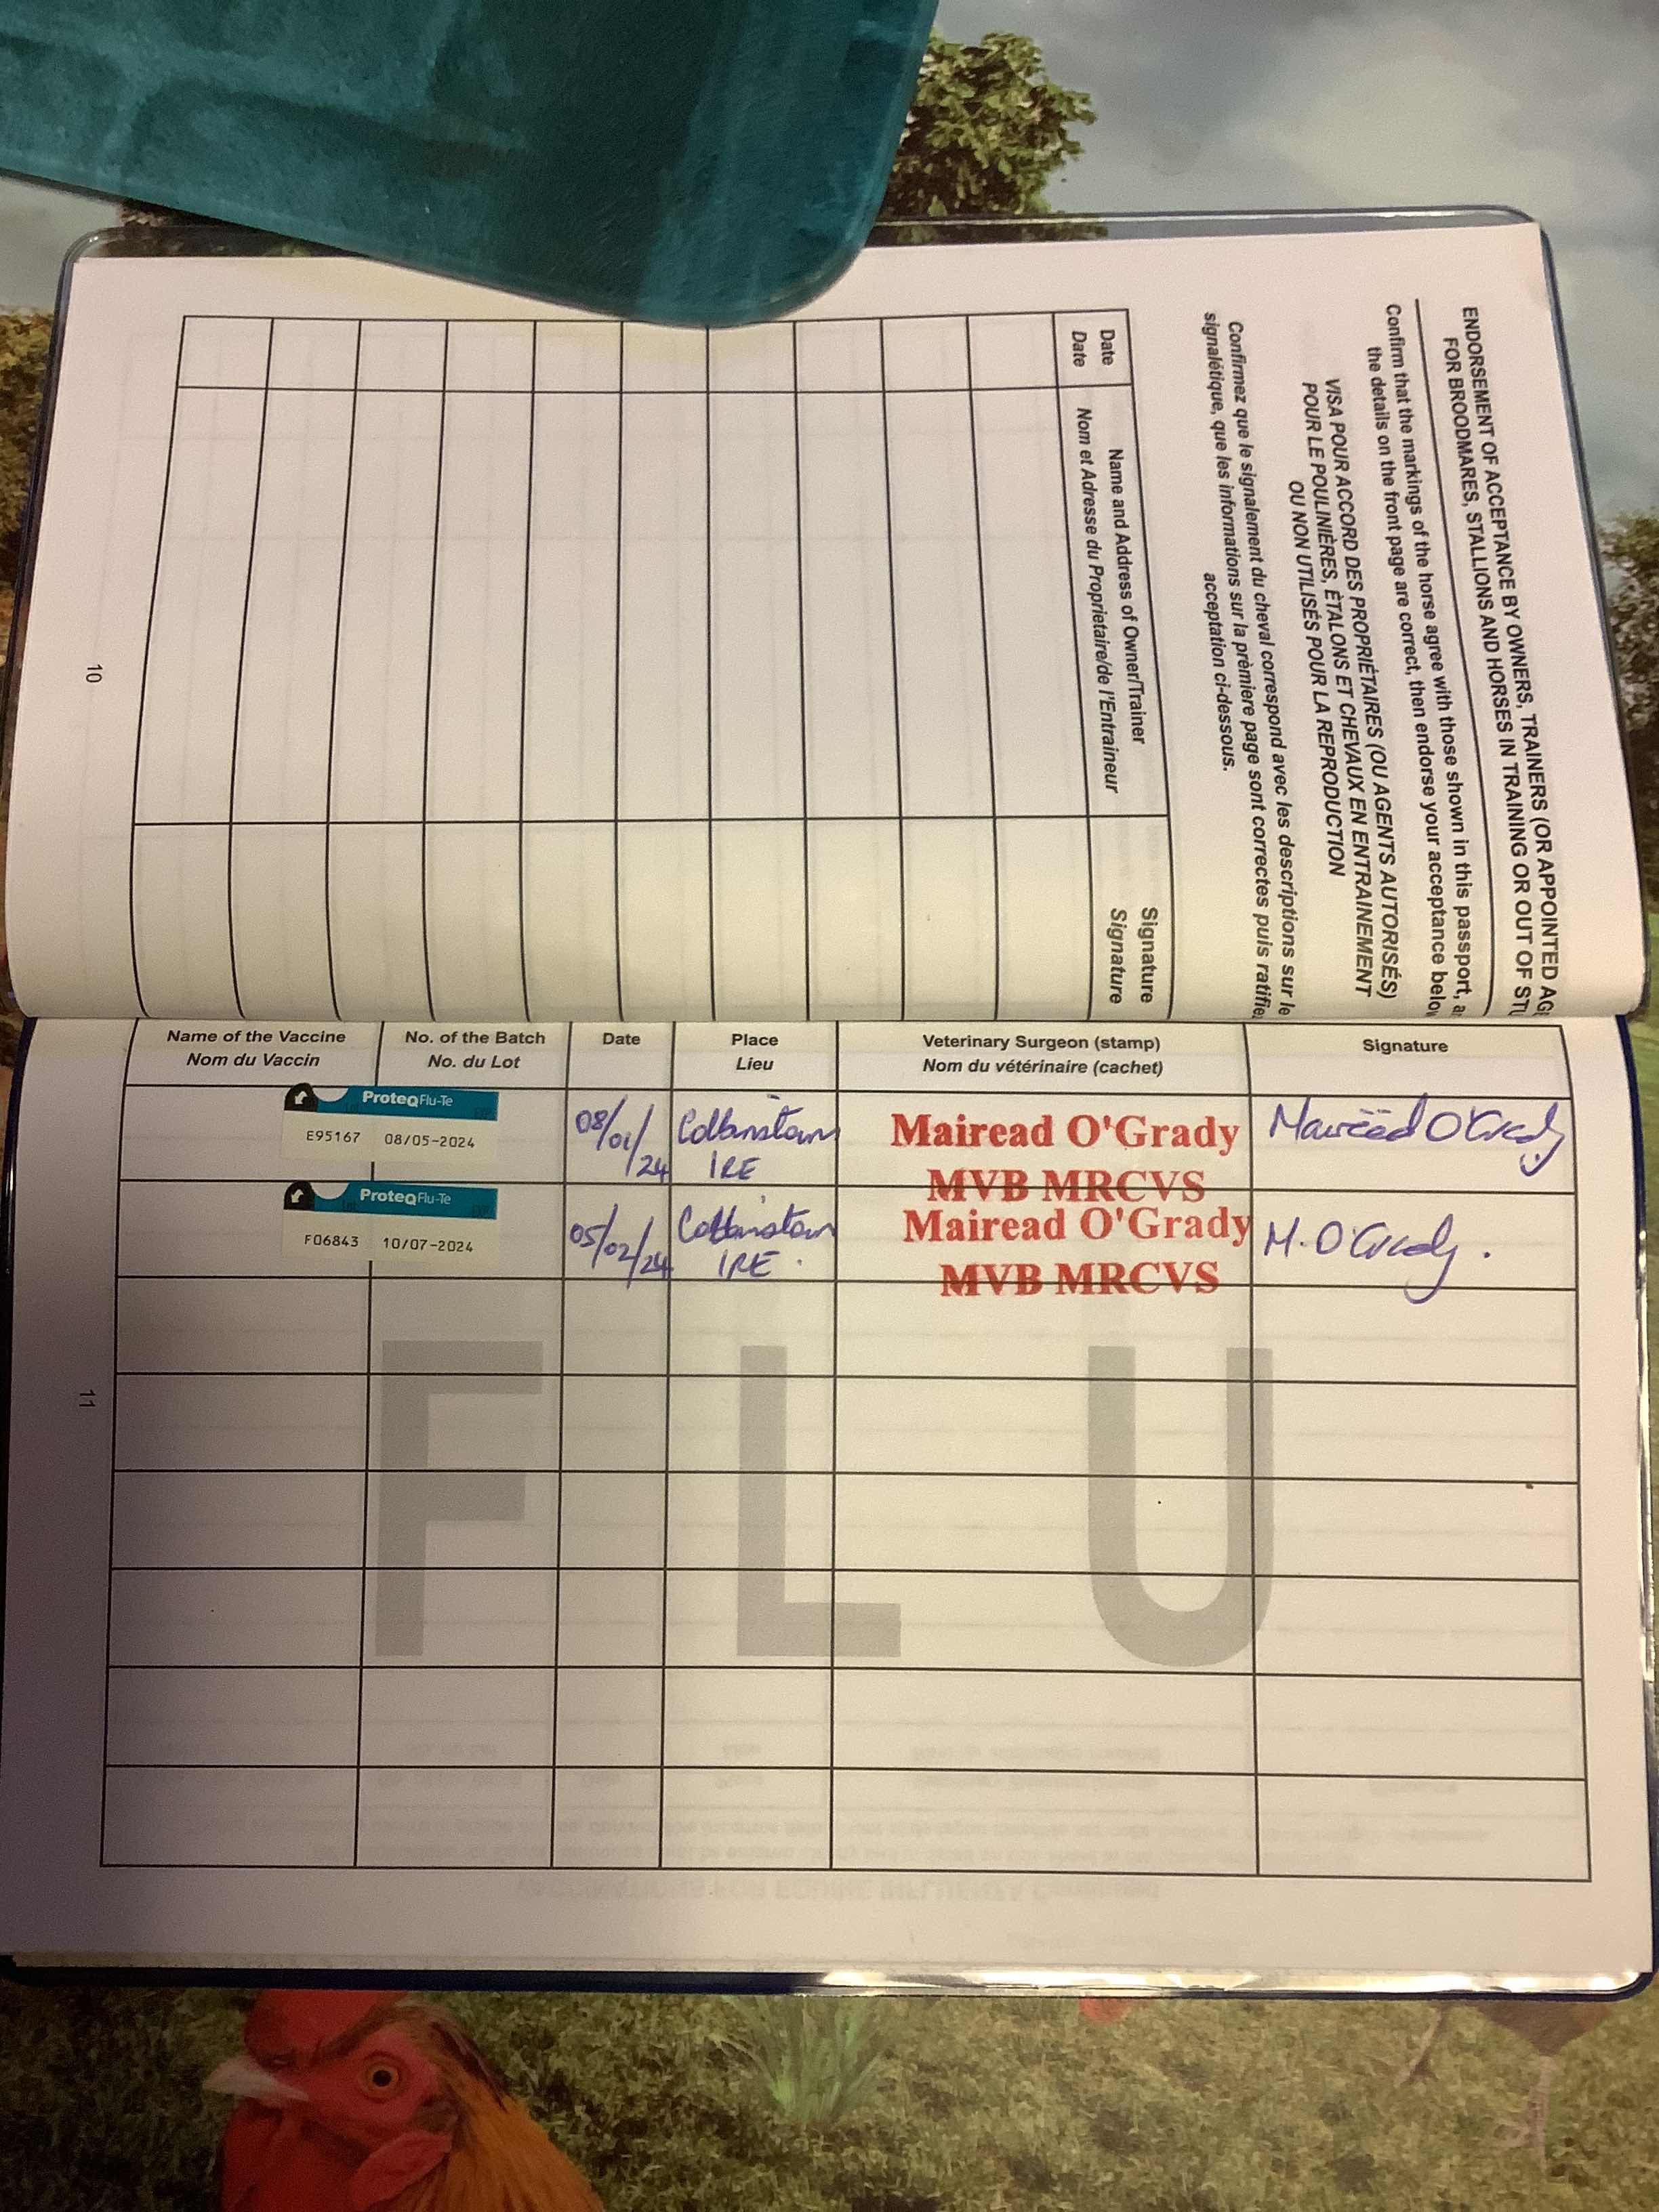 ENDORSEMENT OF ACCEPTANCE BY OWNERS, TRAINERS (OR APPOINTED AG
FOR BROODMARES, STALLIONS AND HORSES IN TRAINING OR OUT OF STU
Confirm that the markings of the horse agree with those shown in this passport, a
the details on the front page are correct, then endorse your acceptance below
VISA POUR ACCORD DES PROPRIÉTAIRES (OU AGENTS AUTORISÉS)
POUR LE POULINIÈRES, ÉTALONS ET CHEVAUX EN ENTRAINEMENT
OU NON UTILISÉS POUR LA REPRODUCTION
Confirmez que le signalement du cheval correspond avec les descriptions sur le
signalétique, que les informations sur la prèmiere page sont correctes puis ratifie
acceptation ci-dessous.
Date Name and Address of Owner/Trainer Signature
Date Nom et Adresse du Proprietaire/de l'Entraineur Signature
10
Name of the Vaccine No. of the Batch Date Place Veterinary Surgeon (stamp) Signature
Nom du Vaccin No. du Lot Lieu Nom du vétérinaire (cachet)
ProteqFlu-Te
E95167 08/05-2024 08/01/24 Colbinstown IRE Mairead O'Grady MVB MRCVS Mairéad O'Grady
ProteqFlu-Te
F06843 10/07-2024 05/02/24 Colbinstown IRE Mairead O'Grady MVB MRCVS M. O'Grady.
FLU
11